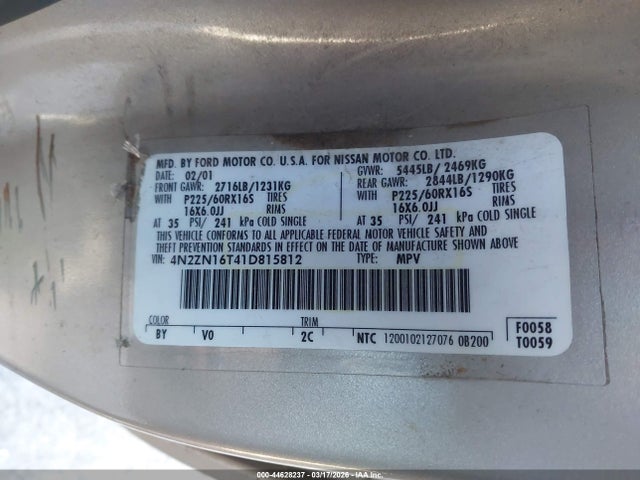 MFD. BY FORD MOTOR CO. U.S.A. FOR NISSAN MOTOR CO. LTD.
DATE: 02/01 GVWR: 5445LB/ 2469KG
FRONT GAWR: 2716LB/1231KG REAR GAWR: 2844LB/1290KG
WITH P225/60RX16S TIRES WITH P225/60RX16S TIRES
16X6.0JJ RIMS 16X6.0JJ RIMS
AT 35 PSI/ 241 kPa COLD SINGLE AT 35 PSI/ 241 kPa COLD SINGLE
THIS VEHICLE CONFORMS TO ALL APPLICABLE FEDERAL MOTOR VEHICLE SAFETY AND
THEFT PREVENTION STANDARDS IN EFFECT ON THE DATE OF MANUFACTURE SHOWN ABOVE.
VIN: 4N2ZN16T41D815812 TYPE: MPV
COLOR TRIM
BY V0 2C NTC 1200102127076 0B200
F0058
T0059
000-44628237 - 03/17/2026 - IAA Inc.